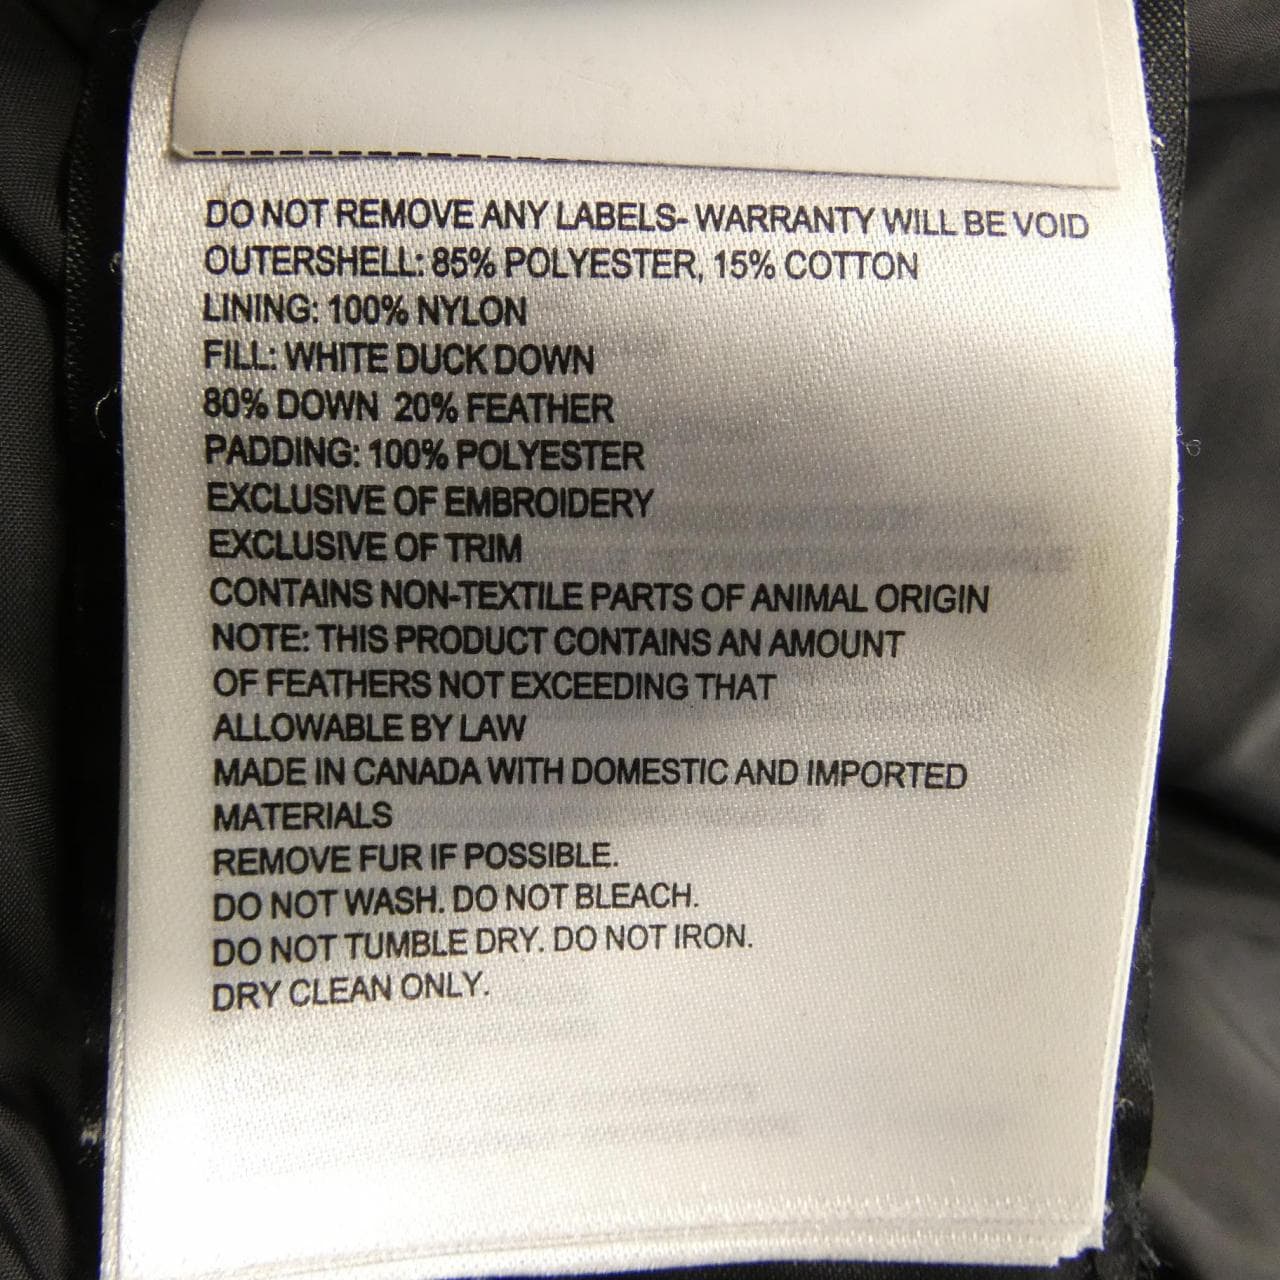 DO NOT REMOVE ANY LABELS- WARRANTY WILL BE VOID
OUTERSHELL: 85% POLYESTER, 15% COTTON
LINING: 100% NYLON
FILL: WHITE DUCK DOWN
80% DOWN 20% FEATHER
PADDING: 100% POLYESTER
EXCLUSIVE OF EMBROIDERY
EXCLUSIVE OF TRIM
CONTAINS NON-TEXTILE PARTS OF ANIMAL ORIGIN
NOTE: THIS PRODUCT CONTAINS AN AMOUNT
OF FEATHERS NOT EXCEEDING THAT
ALLOWABLE BY LAW
MADE IN CANADA WITH DOMESTIC AND IMPORTED
MATERIALS
REMOVE FUR IF POSSIBLE.
DO NOT WASH. DO NOT BLEACH.
DO NOT TUMBLE DRY. DO NOT IRON.
DRY CLEAN ONLY.